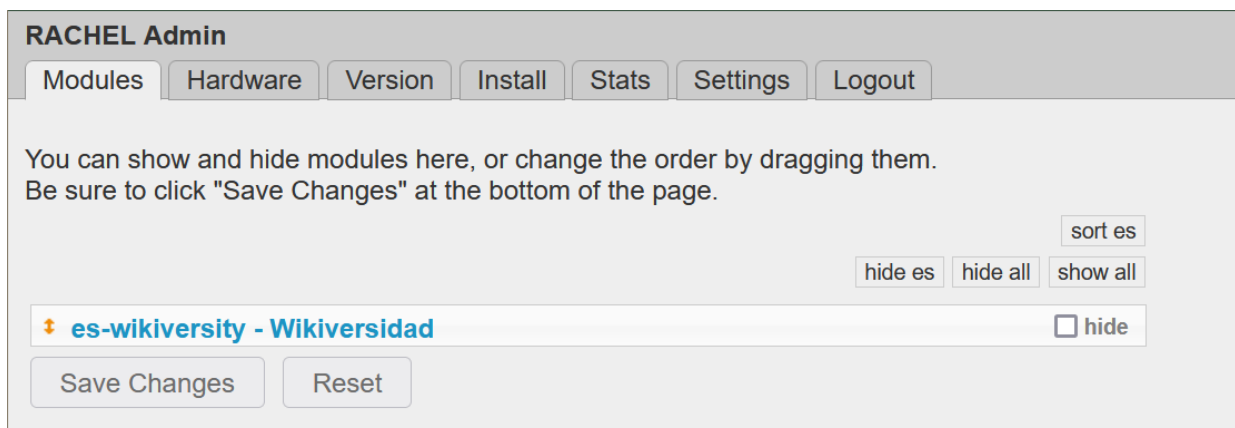 RACHEL Admin
Modules Hardware Version Install Stats Settings Logout
You can show and hide modules here, or change the order by dragging them.
Be sure to click "Save Changes" at the bottom of the page.
sort es
hide es hide all show all
es-wikiversity - Wikiversidad hide
Save Changes Reset